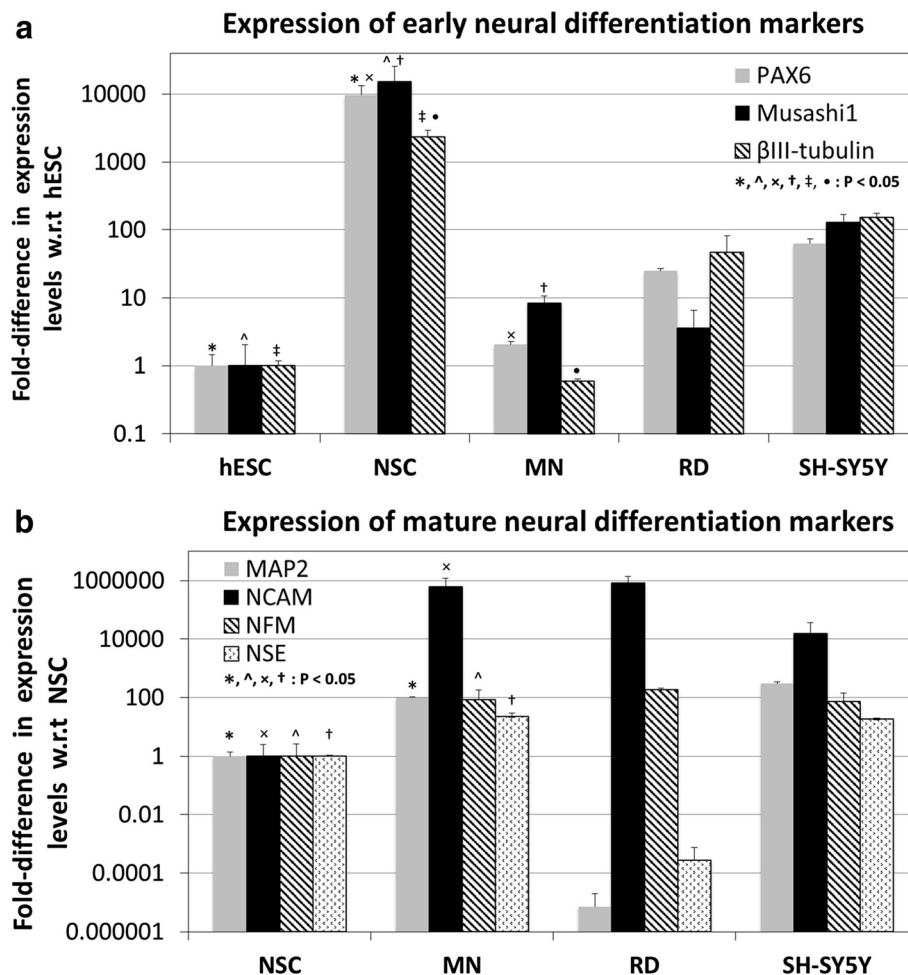 a
Expression of early neural differentiation markers
Fold-difference in expression
levels w.r.t hESC
10000
1000
100
10
1
0.1
PAX6
Musashi1
βIII-tubulin
*, ^, ×, †, ‡, • : P < 0.05
* ^ ‡
* × ^ † ‡ •
× † •
hESC NSC MN RD SH-SY5Y
b
Expression of mature neural differentiation markers
Fold-difference in expression
levels w.r.t NSC
1000000
10000
100
1
0.01
0.0001
0.000001
MAP2
NCAM
NFM
NSE
*, ^, ×, † : P < 0.05
* × ^ †
* × ^ †
NSC MN RD SH-SY5Y